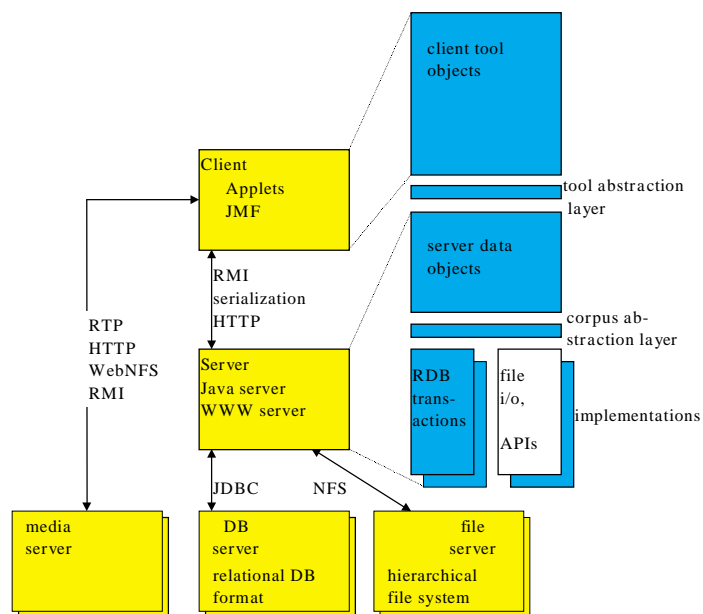 client tool
objects
Client
Applets
JMF
tool abstraction
layer
server data
objects
RMI
serialization
HTTP
RTP
HTTP
WebNFS
RMI
corpus ab-
straction layer
Server
Java server
WWW server
RDB
trans-
actions
file
i/o,
APIs
implementations
JDBC
NFS
media
server
DB
server
relational DB
format
file
server
hierarchical
file system